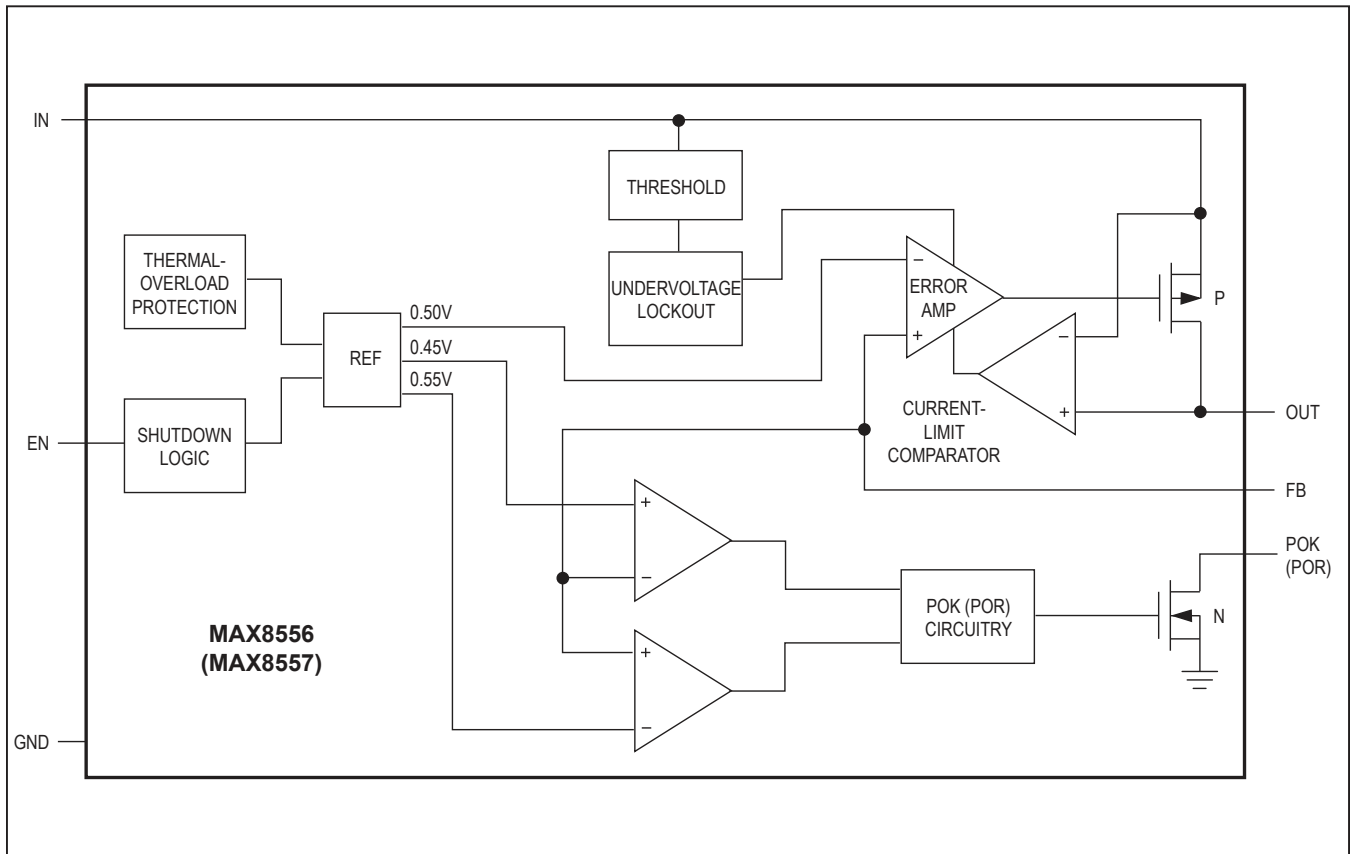 IN
THRESHOLD
THERMAL-
OVERLOAD
PROTECTION
UNDERVOLTAGE
LOCKOUT
−
ERROR
AMP
+
P
−
+
REF
0.50V
0.45V
0.55V
CURRENT-
LIMIT
COMPARATOR
OUT
EN
SHUTDOWN
LOGIC
FB
+
−
POK
(POR)
POK (POR)
CIRCUITRY
N
MAX8556
(MAX8557)
+
−
GND